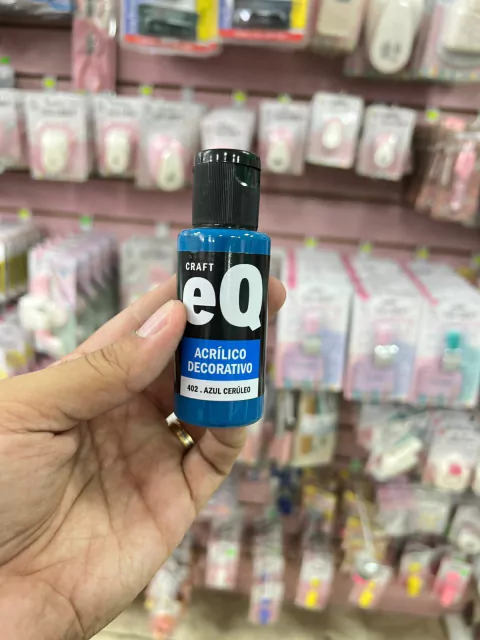 CRAFT
eQ
ACRÍLICO
DECORATIVO
402 . AZUL CERÚLEO